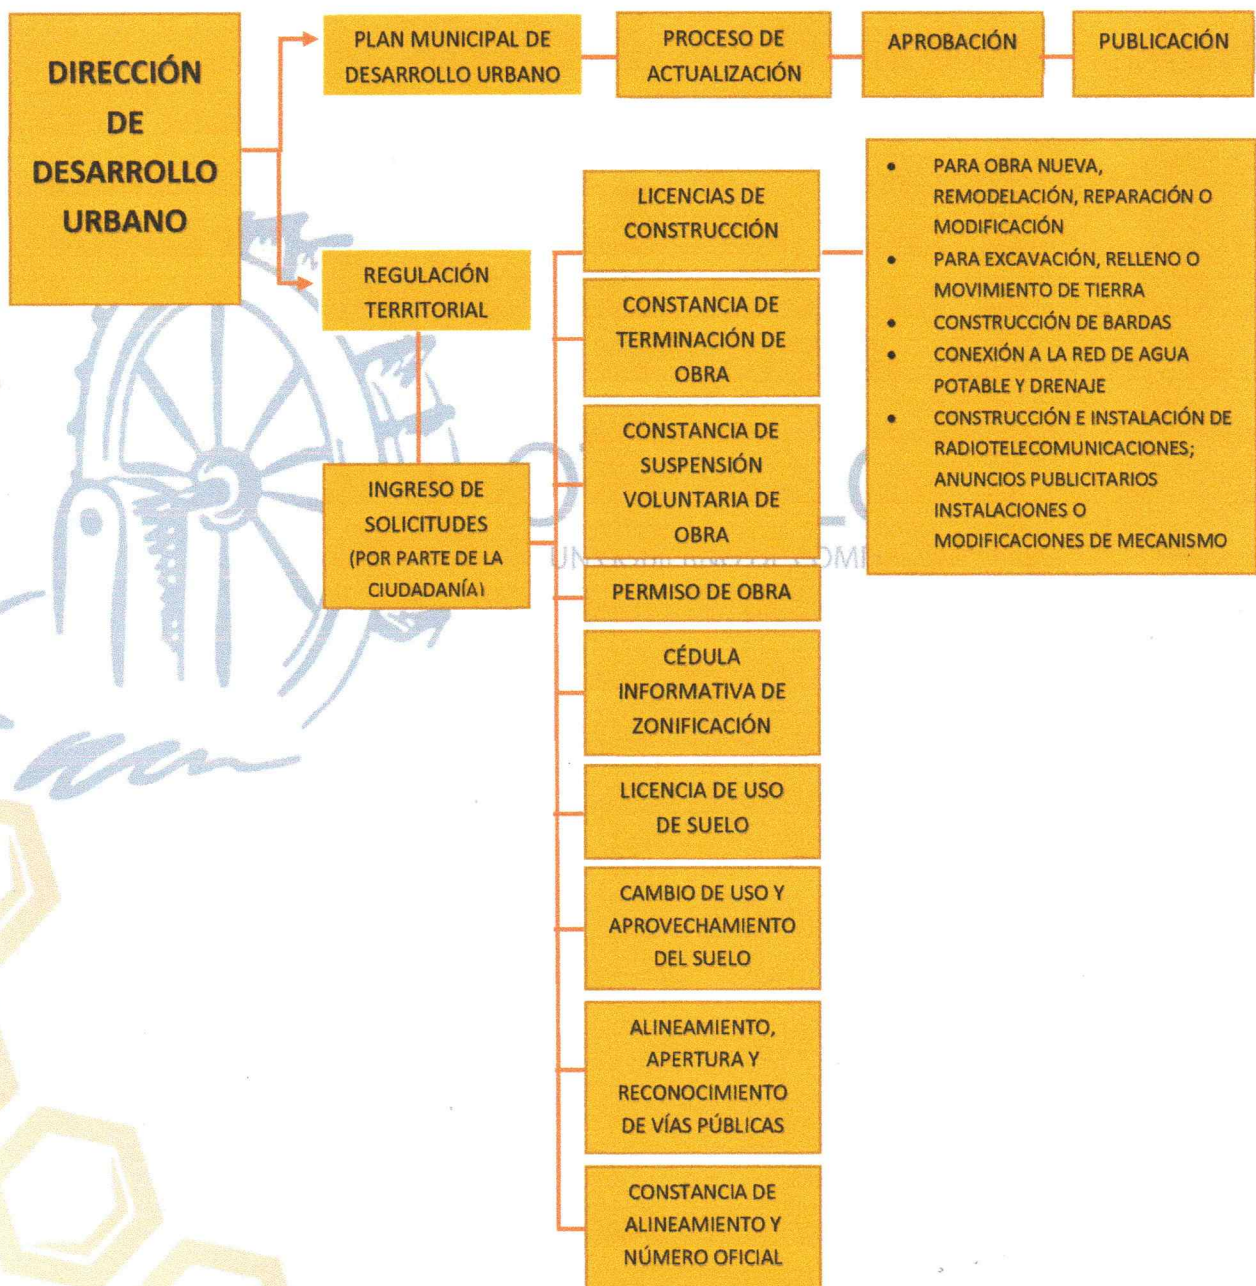 DIRECCIÓN
DE
DESARROLLO
URBANO
PLAN MUNICIPAL DE
DESARROLLO URBANO
PROCESO DE
ACTUALIZACIÓN
APROBACIÓN
PUBLICACIÓN
REGULACIÓN
TERRITORIAL
INGRESO DE
SOLICITUDES
(POR PARTE DE LA
CIUDADANÍA)
LICENCIAS DE
CONSTRUCCIÓN
• PARA OBRA NUEVA,
REMODELACIÓN, REPARACIÓN O
MODIFICACIÓN
• PARA EXCAVACIÓN, RELLENO O
MOVIMIENTO DE TIERRA
• CONSTRUCCIÓN DE BARDAS
• CONEXIÓN A LA RED DE AGUA
POTABLE Y DRENAJE
• CONSTRUCCIÓN E INSTALACIÓN DE
RADIOTELECOMUNICACIONES;
ANUNCIOS PUBLICITARIOS
INSTALACIONES O
MODIFICACIONES DE MECANISMO
CONSTANCIA DE
TERMINACIÓN DE
OBRA
CONSTANCIA DE
SUSPENSIÓN
VOLUNTARIA DE
OBRA
PERMISO DE OBRA
CÉDULA
INFORMATIVA DE
ZONIFICACIÓN
LICENCIA DE USO
DE SUELO
CAMBIO DE USO Y
APROVECHAMIENTO
DEL SUELO
ALINEAMIENTO,
APERTURA Y
RECONOCIMIENTO
DE VÍAS PÚBLICAS
CONSTANCIA DE
ALINEAMIENTO Y
NÚMERO OFICIAL